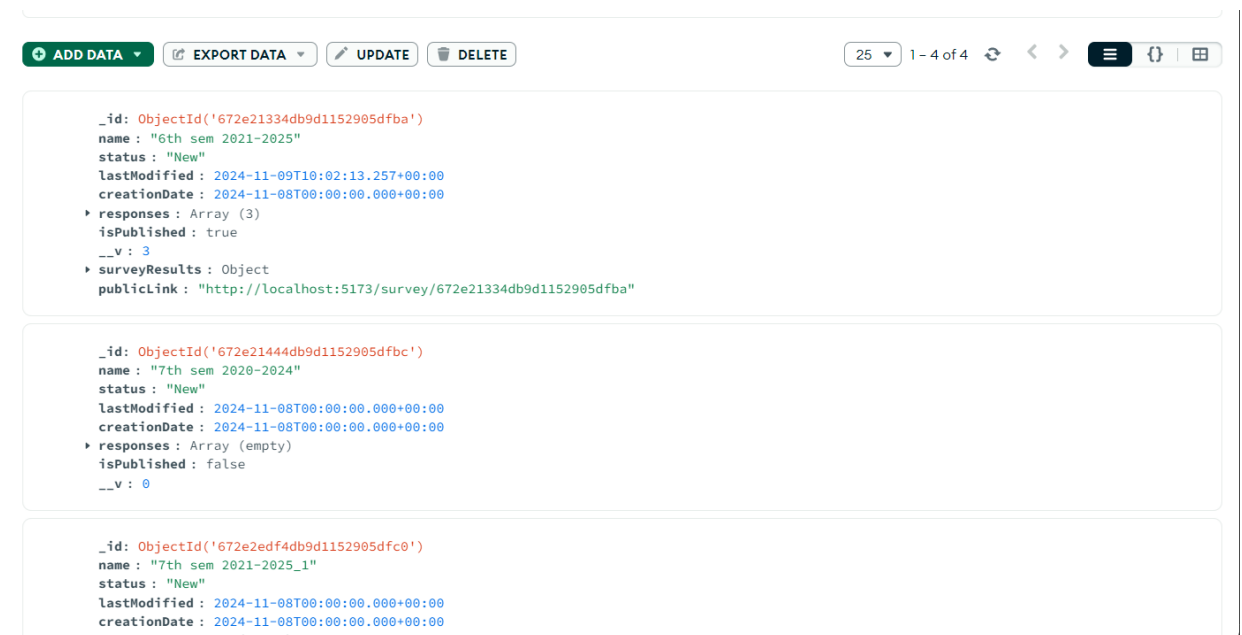 ADD DATA EXPORT DATA UPDATE DELETE 25 1 – 4 of 4 {}
_id: ObjectId('672e21334db9d1152905dfba')
name : "6th sem 2021-2025"
status : "New"
lastModified : 2024-11-09T10:02:13.257+00:00
creationDate : 2024-11-08T00:00:00.000+00:00
responses : Array (3)
isPublished : true
__v : 3
surveyResults : Object
publicLink : "http://localhost:5173/survey/672e21334db9d1152905dfba"
_id: ObjectId('672e21444db9d1152905dfbc')
name : "7th sem 2020-2024"
status : "New"
lastModified : 2024-11-08T00:00:00.000+00:00
creationDate : 2024-11-08T00:00:00.000+00:00
responses : Array (empty)
isPublished : false
__v : 0
_id: ObjectId('672e2edf4db9d1152905dfc0')
name : "7th sem 2021-2025_1"
status : "New"
lastModified : 2024-11-08T00:00:00.000+00:00
creationDate : 2024-11-08T00:00:00.000+00:00